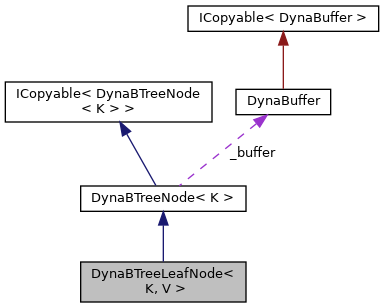 ICopyable< DynaBuffer >
ICopyable< DynaBTreeNode
< K > >
DynaBuffer
_buffer
DynaBTreeNode< K >
DynaBTreeLeafNode<
K, V >